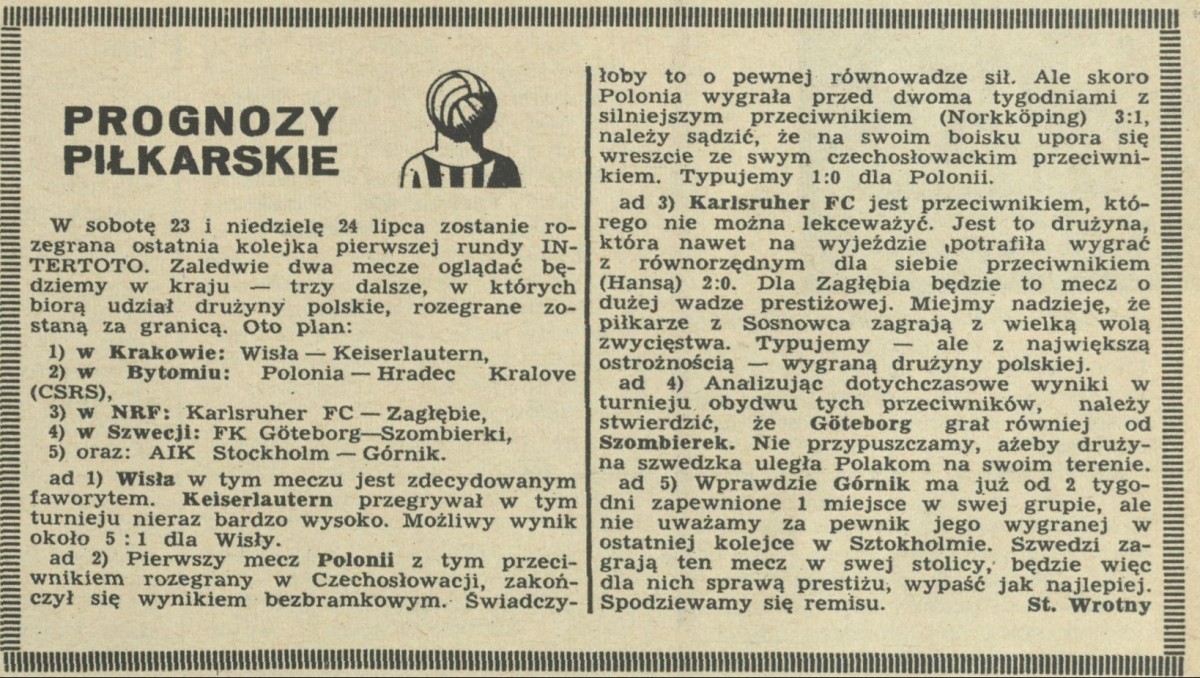 PROGNOZY
PIŁKARSKIE
W sobotę 23 i niedzielę 24 lipca zostanie ro-
zegrana ostatnia kolejka pierwszej rundy IN-
TERTOTO. Zaledwie dwa mecze oglądać bę-
dziemy w kraju — trzy dalsze, w których
biorą udział drużyny polskie, rozegrane zo-
staną za granicą. Oto plan:
1) w Krakowie: Wisła — Keiserlautern,
2) w Bytomiu: Polonia — Hradec Kralove
(CSRS),
3) w NRF: Karlsruher FC — Zagłębie,
4) w Szwecji: FK Göteborg—Szombierki,
5) oraz: AIK Stockholm — Górnik.
ad 1) Wisła w tym meczu jest zdecydowanym
faworytem. Keiserlautern przegrywał w tym
turnieju nieraz bardzo wysoko. Możliwy wynik
około 5 : 1 dla Wisły.
ad 2) Pierwszy mecz Polonii z tym przeci-
wnikiem rozegrany w Czechosłowacji, zakoń-
czył się wynikiem bezbramkowym. Świadczy-
łoby to o pewnej równowadze sił. Ale skoro
Polonia wygrała przed dwoma tygodniami z
silniejszym przeciwnikiem (Norkköping) 3:1,
należy sądzić, że na swoim boisku upora się
wreszcie ze swym czechosłowackim przeciwni-
kiem. Typujemy 1:0 dla Polonii.
ad 3) Karlsruher FC jest przeciwnikiem, któ-
rego nie można lekceważyć. Jest to drużyna,
która nawet na wyjeździe potrafiła wygrać
z równorzędnym dla siebie przeciwnikiem
(Hansą) 2:0. Dla Zagłębia będzie to mecz o
dużej wadze prestiżowej. Miejmy nadzieję, że
piłkarze z Sosnowca zagrają z wielką wolą
zwycięstwa. Typujemy — ale z największą
ostrożnością — wygraną drużyny polskiej.
ad 4) Analizując dotychczasowe wyniki w
turnieju obydwu tych przeciwników, należy
stwierdzić, że Göteborg grał równiej od
Szombierek. Nie przypuszczamy, ażeby druży-
na szwedzka uległa Polakom na swoim terenie.
ad 5) Wprawdzie Górnik ma już od 2 tygo-
dni zapewnione 1 miejsce w swej grupie, ale
nie uważamy za pewnik jego wygranej w
ostatniej kolejce w Sztokholmie. Szwedzi za-
grają ten mecz w swej stolicy, będzie więc
dla nich sprawą prestiżu, wypaść jak najlepiej.
Spodziewamy się remisu. St. Wrotny